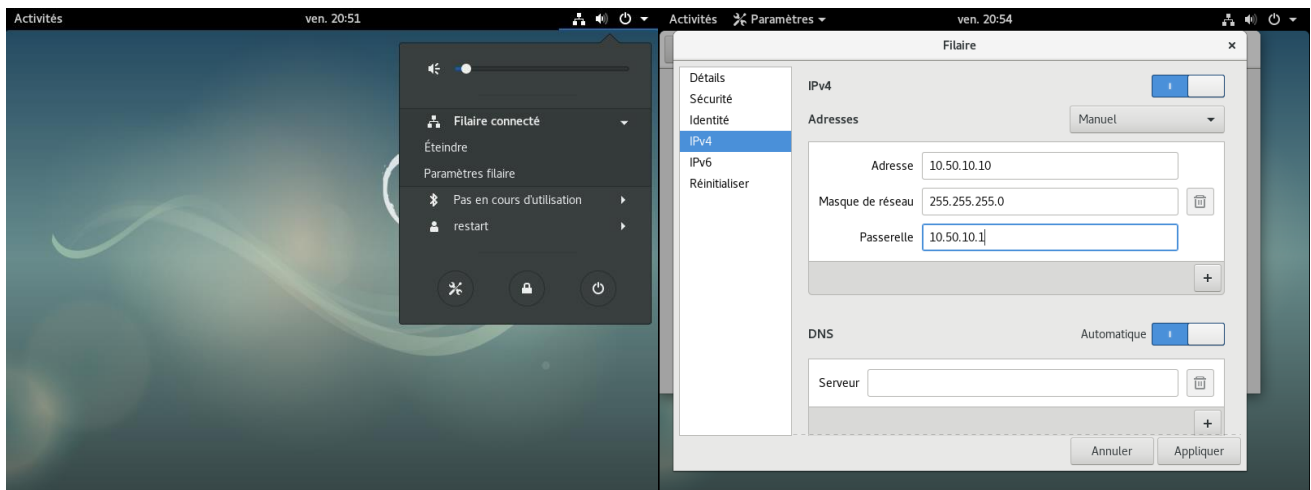 Activités
ven. 20:51
Filaire connecté
Éteindre
Paramètres filaire
Pas en cours d'utilisation
restart
Activités Paramètres
ven. 20:54
Filaire
Détails
Sécurité
Identité
IPv4
IPv6
Réinitialiser
IPv4
Adresses Manuel
Adresse 10.50.10.10
Masque de réseau 255.255.255.0
Passerelle 10.50.10.1
DNS Automatique
Serveur
Annuler Appliquer